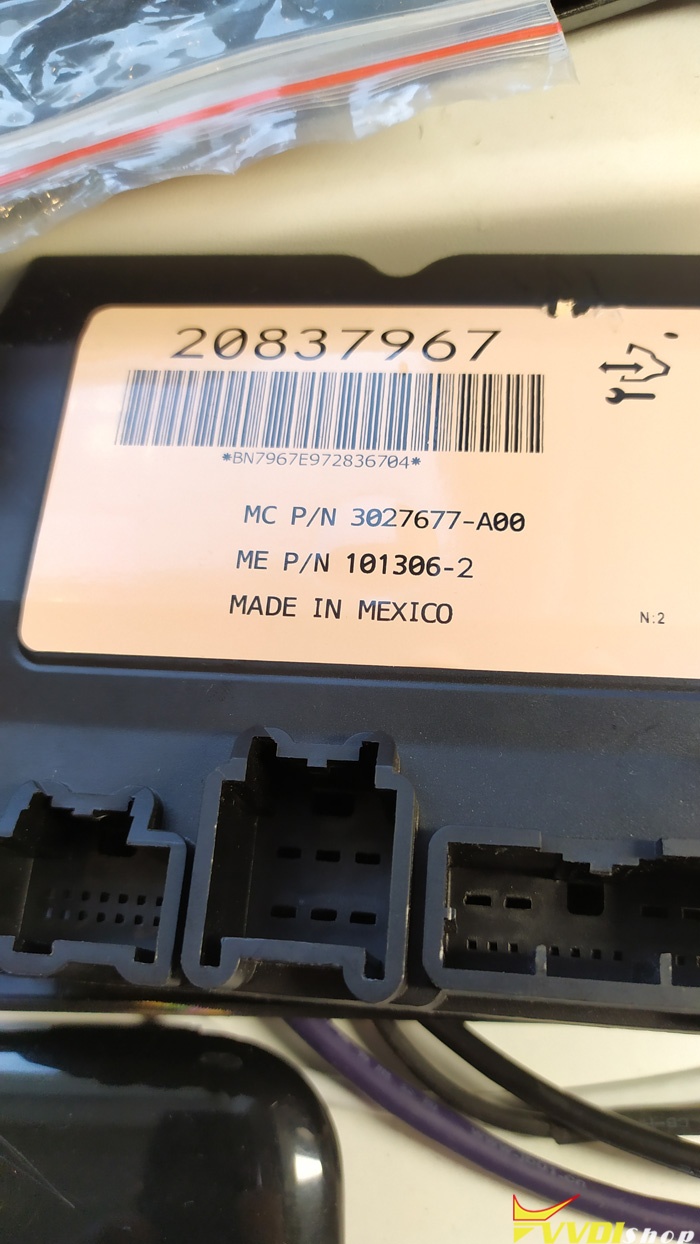 20837967
*BN7967E972836704*
MC P/N 3027677-A00
ME P/N 101306-2
MADE IN MEXICO
N:2
VVDIShop